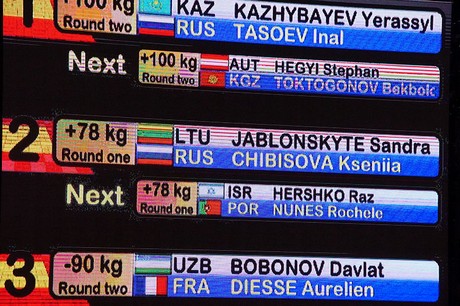 1 +100 kg KAZ KAZHYBAYEV Yerassyl
Round two RUS TASOEV Inal
Next +100 kg AUT HEGYI Stephan
Round two KGZ TOKTOGONOV Bekbolot
2 +78 kg LTU JABLONSKYTE Sandra
Round one RUS CHIBISOVA Kseniia
Next +78 kg ISR HERSHKO Raz
Round one POR NUNES Rochele
3 -90 kg UZB BOBONOV Davlat
Round two FRA DIESSE Aurelien